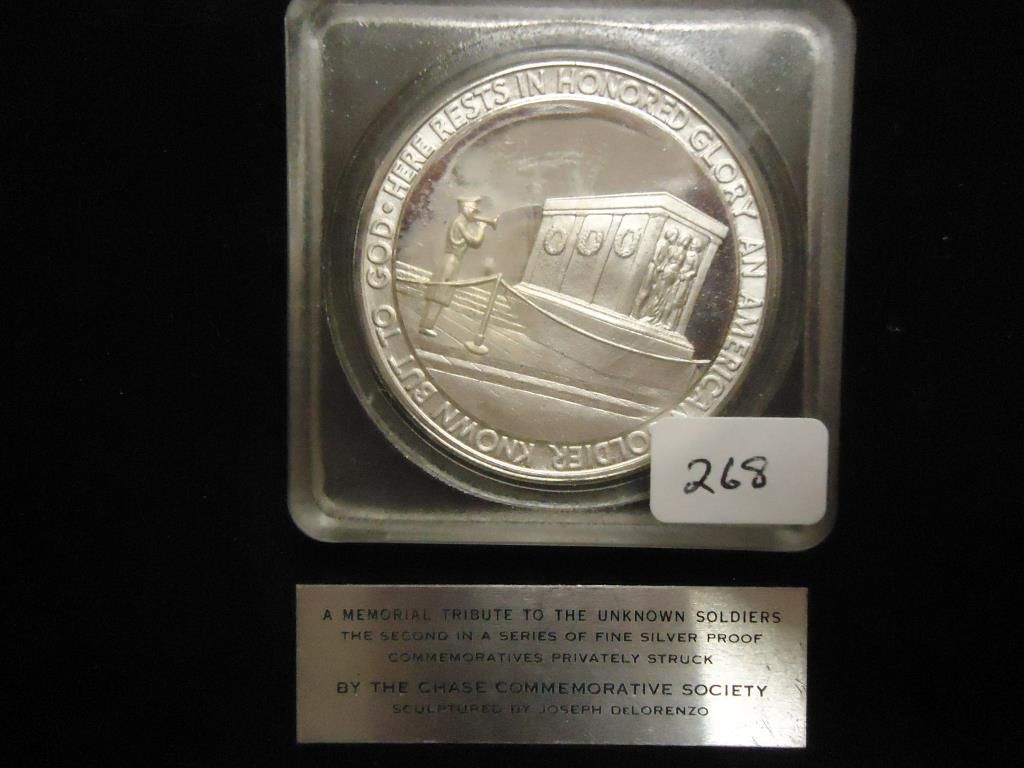 HERE RESTS IN HONORED GLORY AN AMERICAN SOLDIER KNOWN BUT TO GOD •
268
A MEMORIAL TRIBUTE TO THE UNKNOWN SOLDIERS
THE SECOND IN A SERIES OF FINE SILVER PROOF
COMMEMORATIVES PRIVATELY STRUCK
BY THE CHASE COMMEMORATIVE SOCIETY
SCULPTURED BY JOSEPH DELORENZO